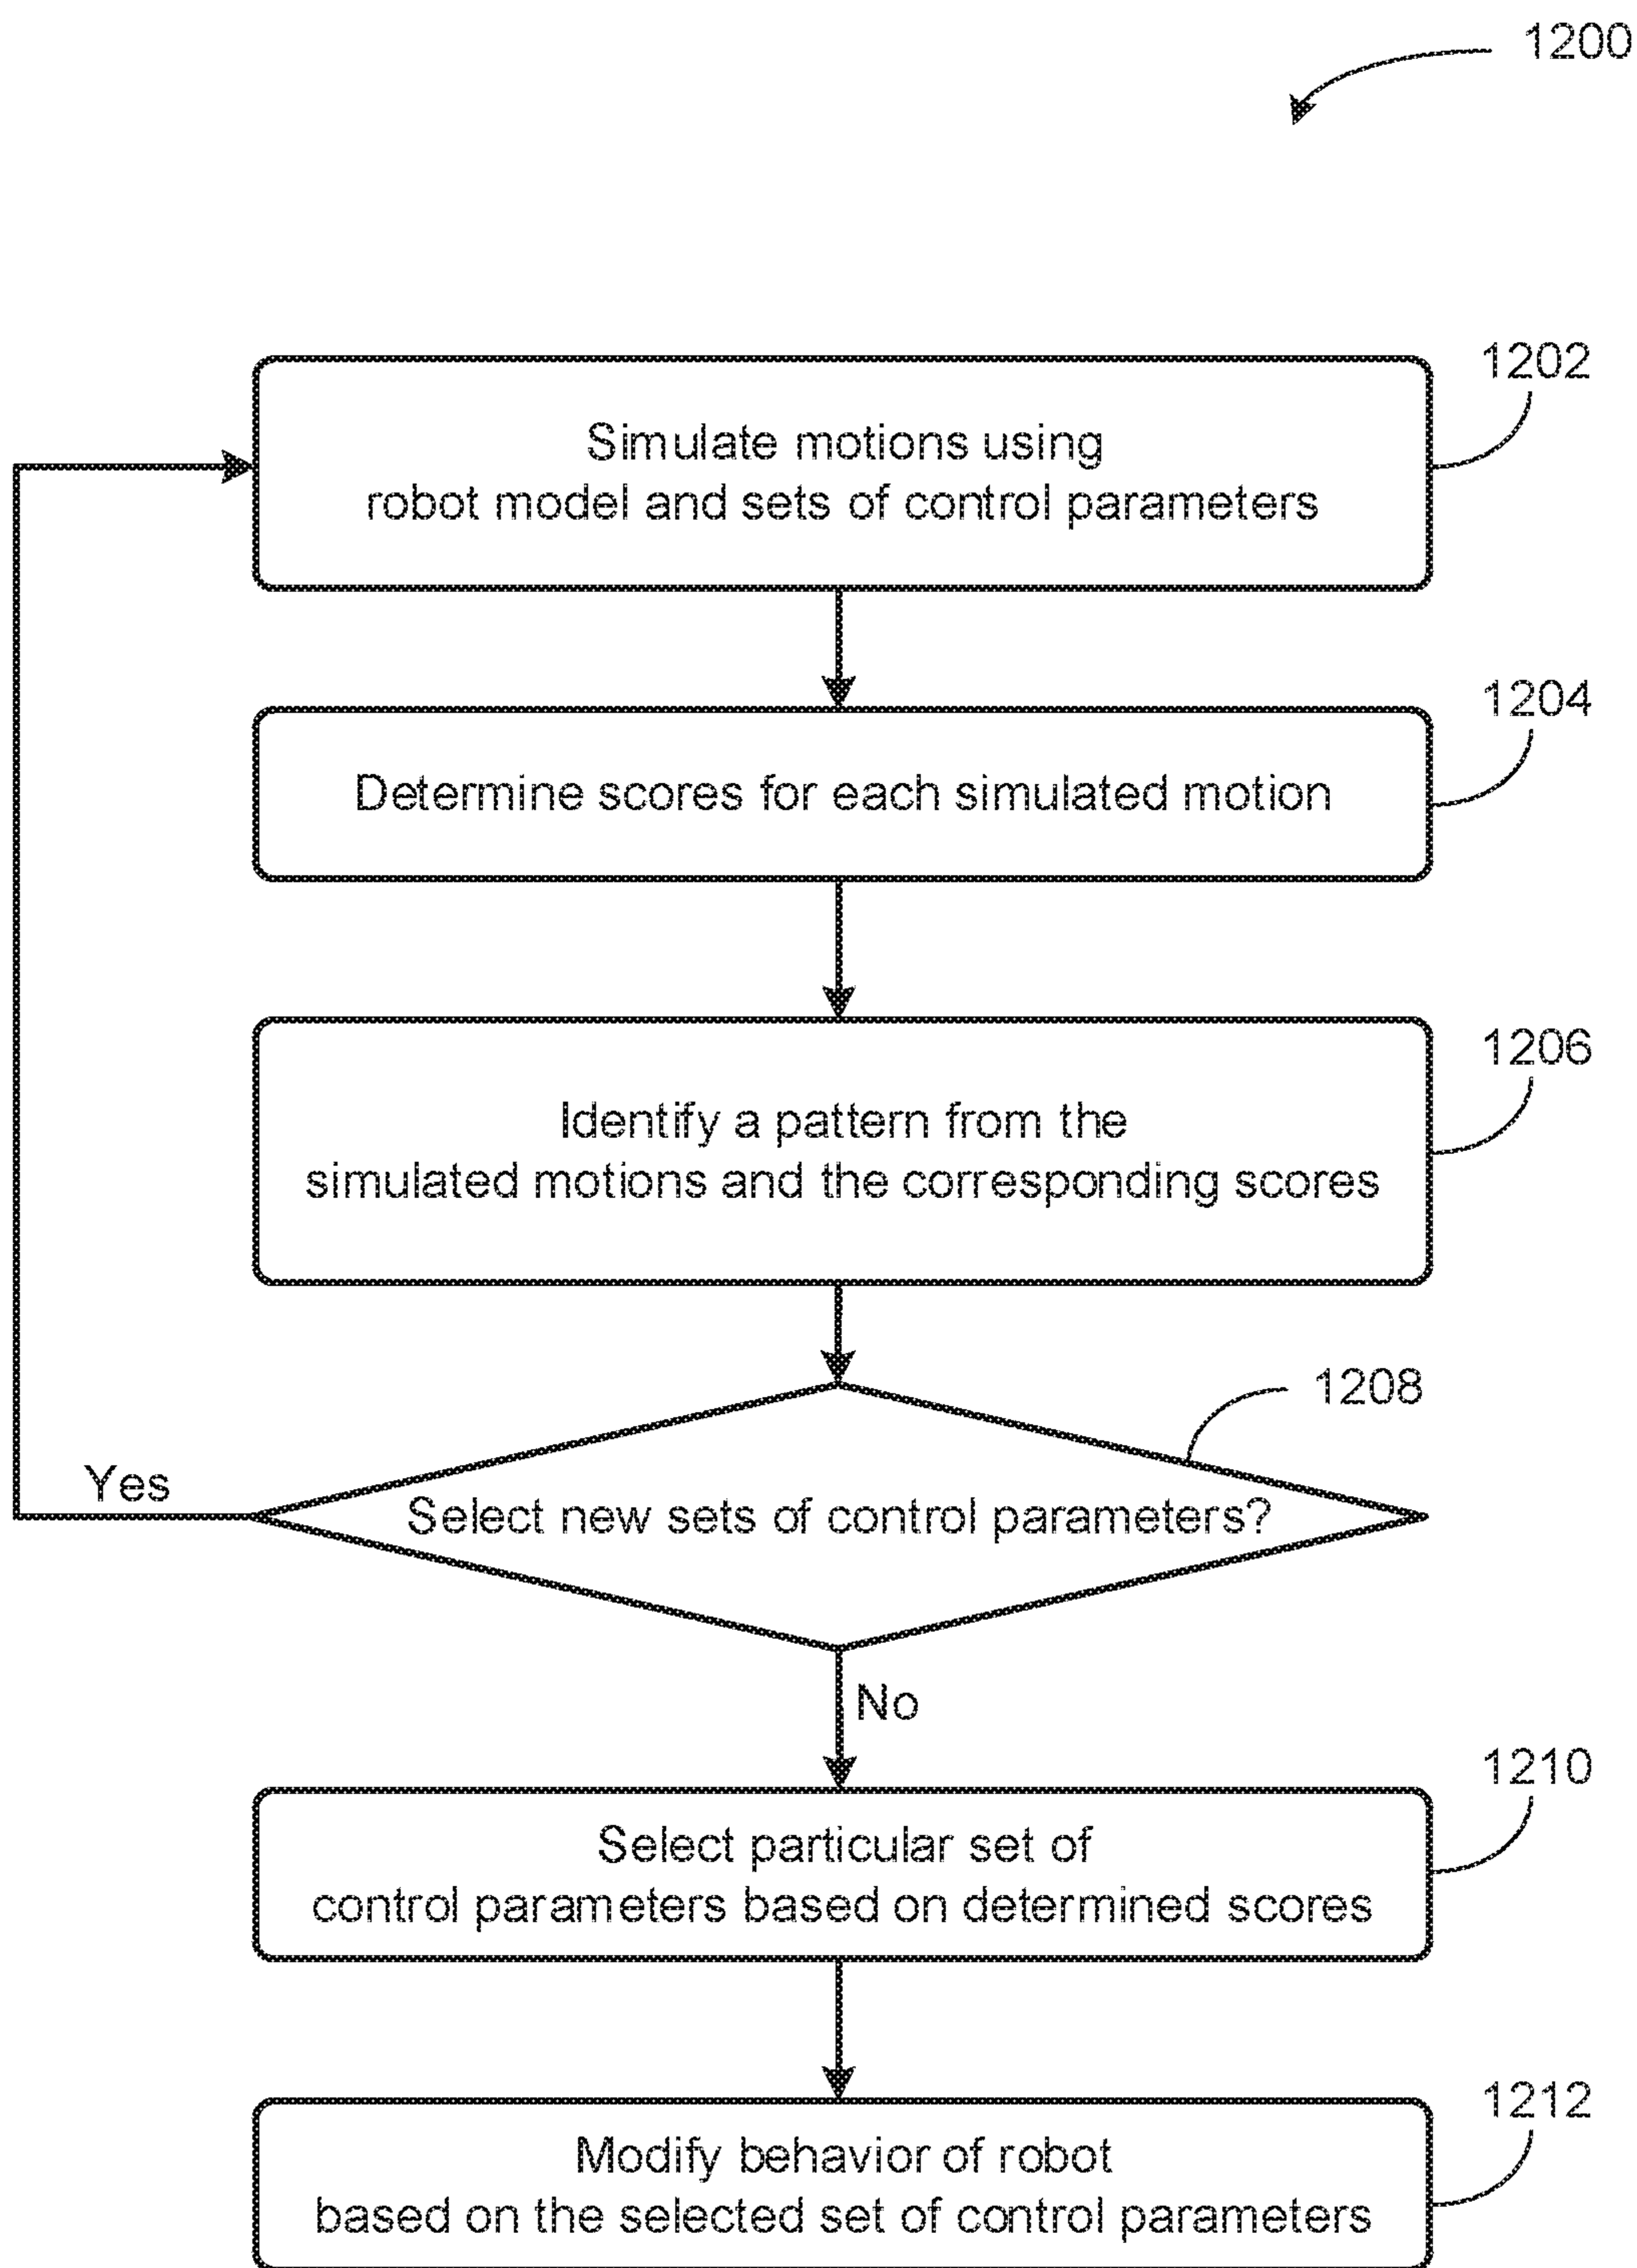 1200
1202
Simulate motions using
robot model and sets of control parameters
1204
Determine scores for each simulated motion
1206
Identify a pattern from the
simulated motions and the corresponding scores
1208
Yes
Select new sets of control parameters?
No
1210
Select particular set of
control parameters based on determined scores
1212
Modify behavior of robot
based on the selected set of control parameters